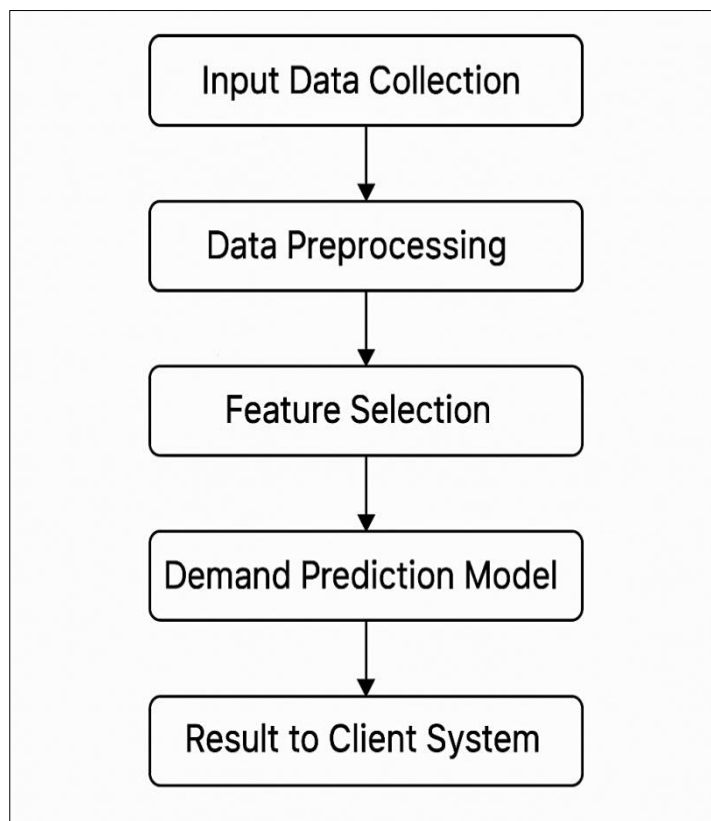 Input Data Collection
Data Preprocessing
Feature Selection
Demand Prediction Model
Result to Client System